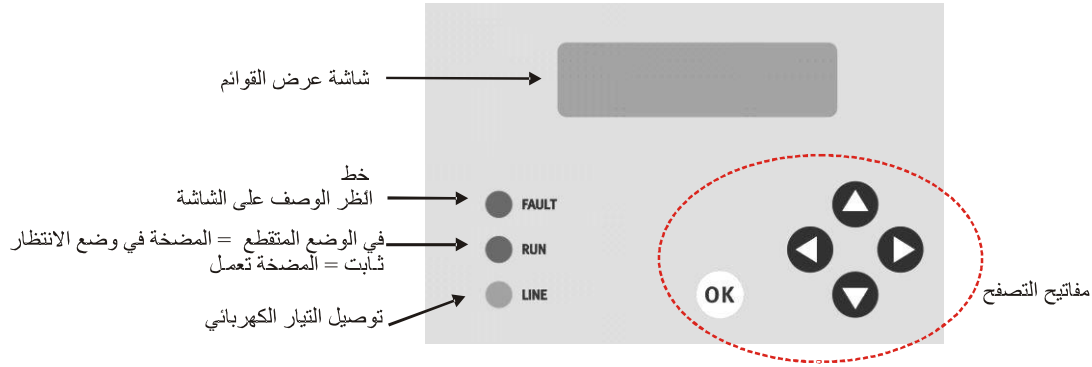 شاشة عرض القوائم
خط
انظر الوصف على الشاشة
FAULT
في الوضع المتقطع = المضخة في وضع الانتظار
RUN
ثابت = المضخة تعمل
LINE
OK
مفاتيح التصفح
توصيل التيار الكهربائي